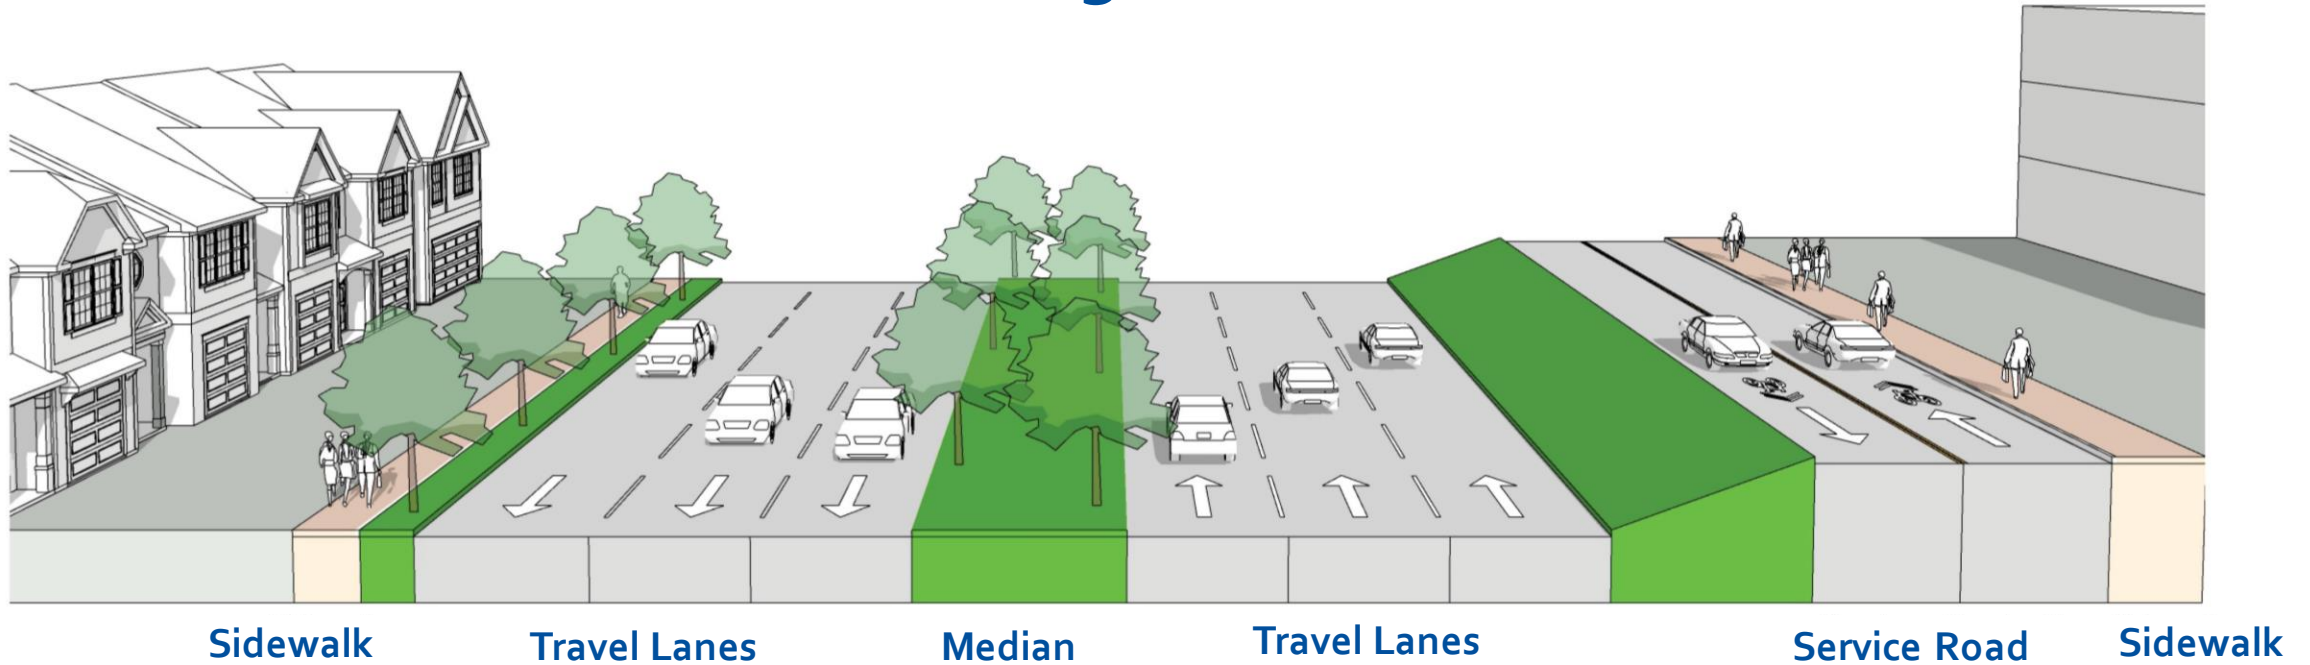 Sidewalk
Travel Lanes
Median
Travel Lanes
Service Road
Sidewalk